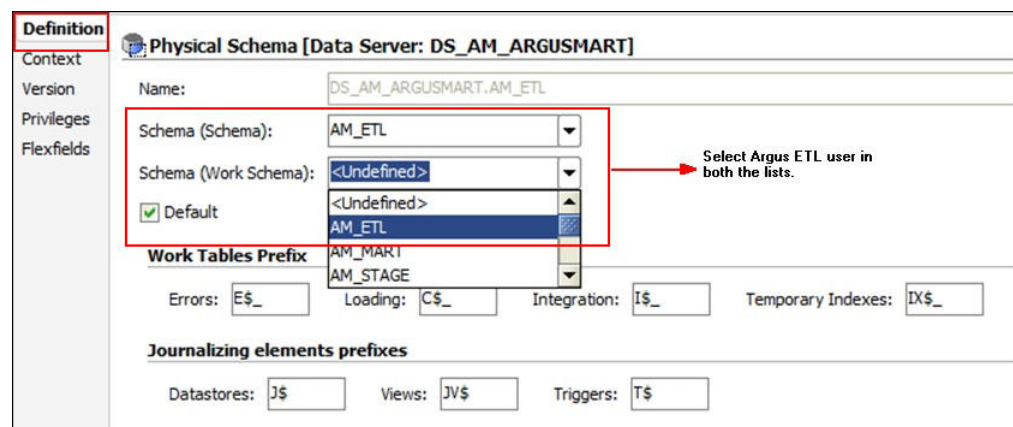 Definition
Context
Version
Privileges
Flexfields
Physical Schema [Data Server: DS_AM_ARGUSMART]
Name: DS_AM_ARGUSMART.AM_ETL
Schema (Schema): AM_ETL
Schema (Work Schema): <Undefined>
Select Argus ETL user in
both the lists.
Default
<Undefined>
AM_ETL
AM_MART
AM_STAGE
Work Tables Prefix
Errors: E$_ Loading: C$_ Integration: I$_ Temporary Indexes: IX$_
Journalizing elements prefixes
Datastores: J$ Views: JV$ Triggers: T$